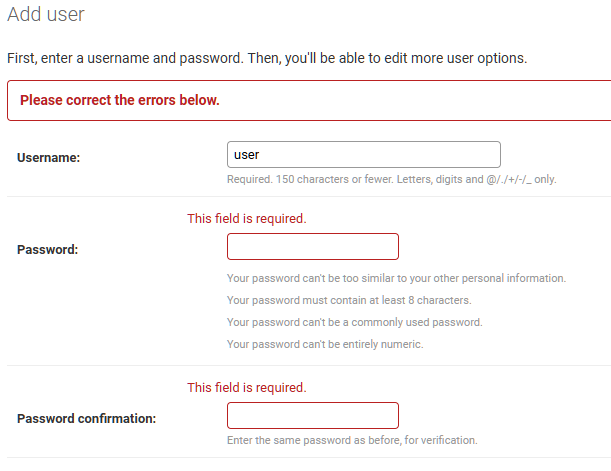 Add user
First, enter a username and password. Then, you'll be able to edit more user options.
Please correct the errors below.
Username:
user
Required. 150 characters or fewer. Letters, digits and @/./+/-/_ only.
This field is required.
Password:
Your password can't be too similar to your other personal information.
Your password must contain at least 8 characters.
Your password can't be a commonly used password.
Your password can't be entirely numeric.
This field is required.
Password confirmation:
Enter the same password as before, for verification.